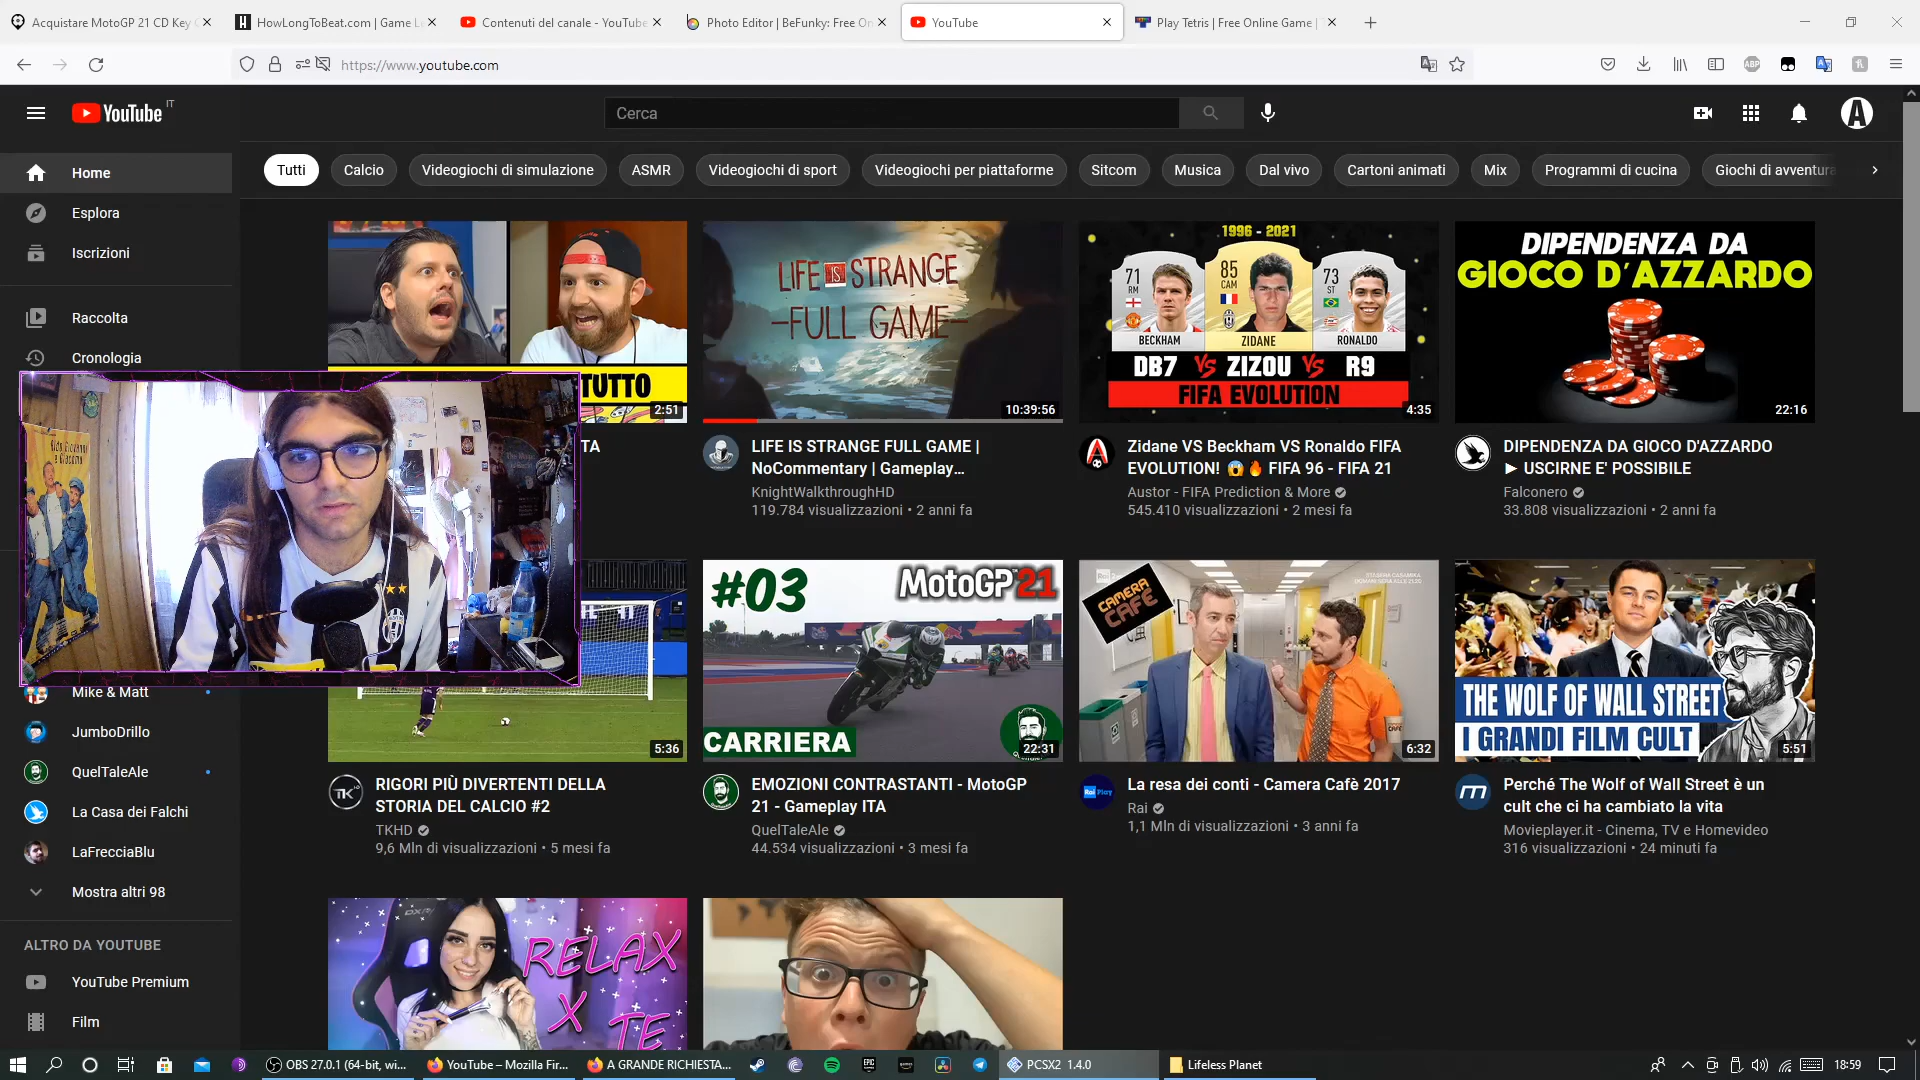 Acquistare MotoGP 21 CD Key
HowLongToBeat.com | Game L
Contenuti del canale - YouTube
Photo Editor | BeFunky: Free On
YouTube
Play Tetris | Free Online Game |
https://www.youtube.com
YouTube IT
Cerca
Tutti
Calcio
Videogiochi di simulazione
ASMR
Videogiochi di sport
Videogiochi per piattaforme
Sitcom
Musica
Dal vivo
Cartoni animati
Mix
Programmi di cucina
Giochi di avventura
Home
Esplora
Iscrizioni
Raccolta
Cronologia
Mike & Matt
JumboDrillo
QuelTaleAle
La Casa dei Falchi
LaFrecciaBlu
Mostra altri 98
ALTRO DA YOUTUBE
YouTube Premium
Film
TUTTO
2:51
TA
LIFE IS STRANGE
-FULL GAME-
10:39:56
LIFE IS STRANGE FULL GAME |
NoCommentary | Gameplay...
KnightWalkthroughHD
119.784 visualizzazioni • 2 anni fa
1996 - 2021
71
RM
85
CAM
73
ST
BECKHAM
ZIDANE
RONALDO
DB7 VS ZIZOU VS R9
FIFA EVOLUTION
4:35
Zidane VS Beckham VS Ronaldo FIFA
EVOLUTION! 😱🔥 FIFA 96 - FIFA 21
Austor - FIFA Prediction & More
545.410 visualizzazioni • 2 mesi fa
DIPENDENZA DA
GIOCO D'AZZARDO
22:16
DIPENDENZA DA GIOCO D'AZZARDO
► USCIRNE E' POSSIBILE
Falconero
33.808 visualizzazioni • 2 anni fa
5:36
TK
RIGORI PIÙ DIVERTENTI DELLA
STORIA DEL CALCIO #2
TKHD
9,6 Mln di visualizzazioni • 5 mesi fa
#03
MotoGP 21
CARRIERA
22:31
EMOZIONI CONTRASTANTI - MotoGP
21 - Gameplay ITA
QuelTaleAle
44.534 visualizzazioni • 3 mesi fa
CAMERA
CAFÈ
6:32
Rai Play
La resa dei conti - Camera Cafè 2017
Rai
1,1 Mln di visualizzazioni • 3 anni fa
THE WOLF OF WALL STREET
I GRANDI FILM CULT
5:51
Perché The Wolf of Wall Street è un
cult che ci ha cambiato la vita
Movieplayer.it - Cinema, TV e Homevideo
316 visualizzazioni • 24 minuti fa
RELAX
X
TE
OBS 27.0.1 (64-bit, wi...
YouTube – Mozilla Fir...
A GRANDE RICHIESTA...
PCSX2 1.4.0
Lifeless Planet
18:59